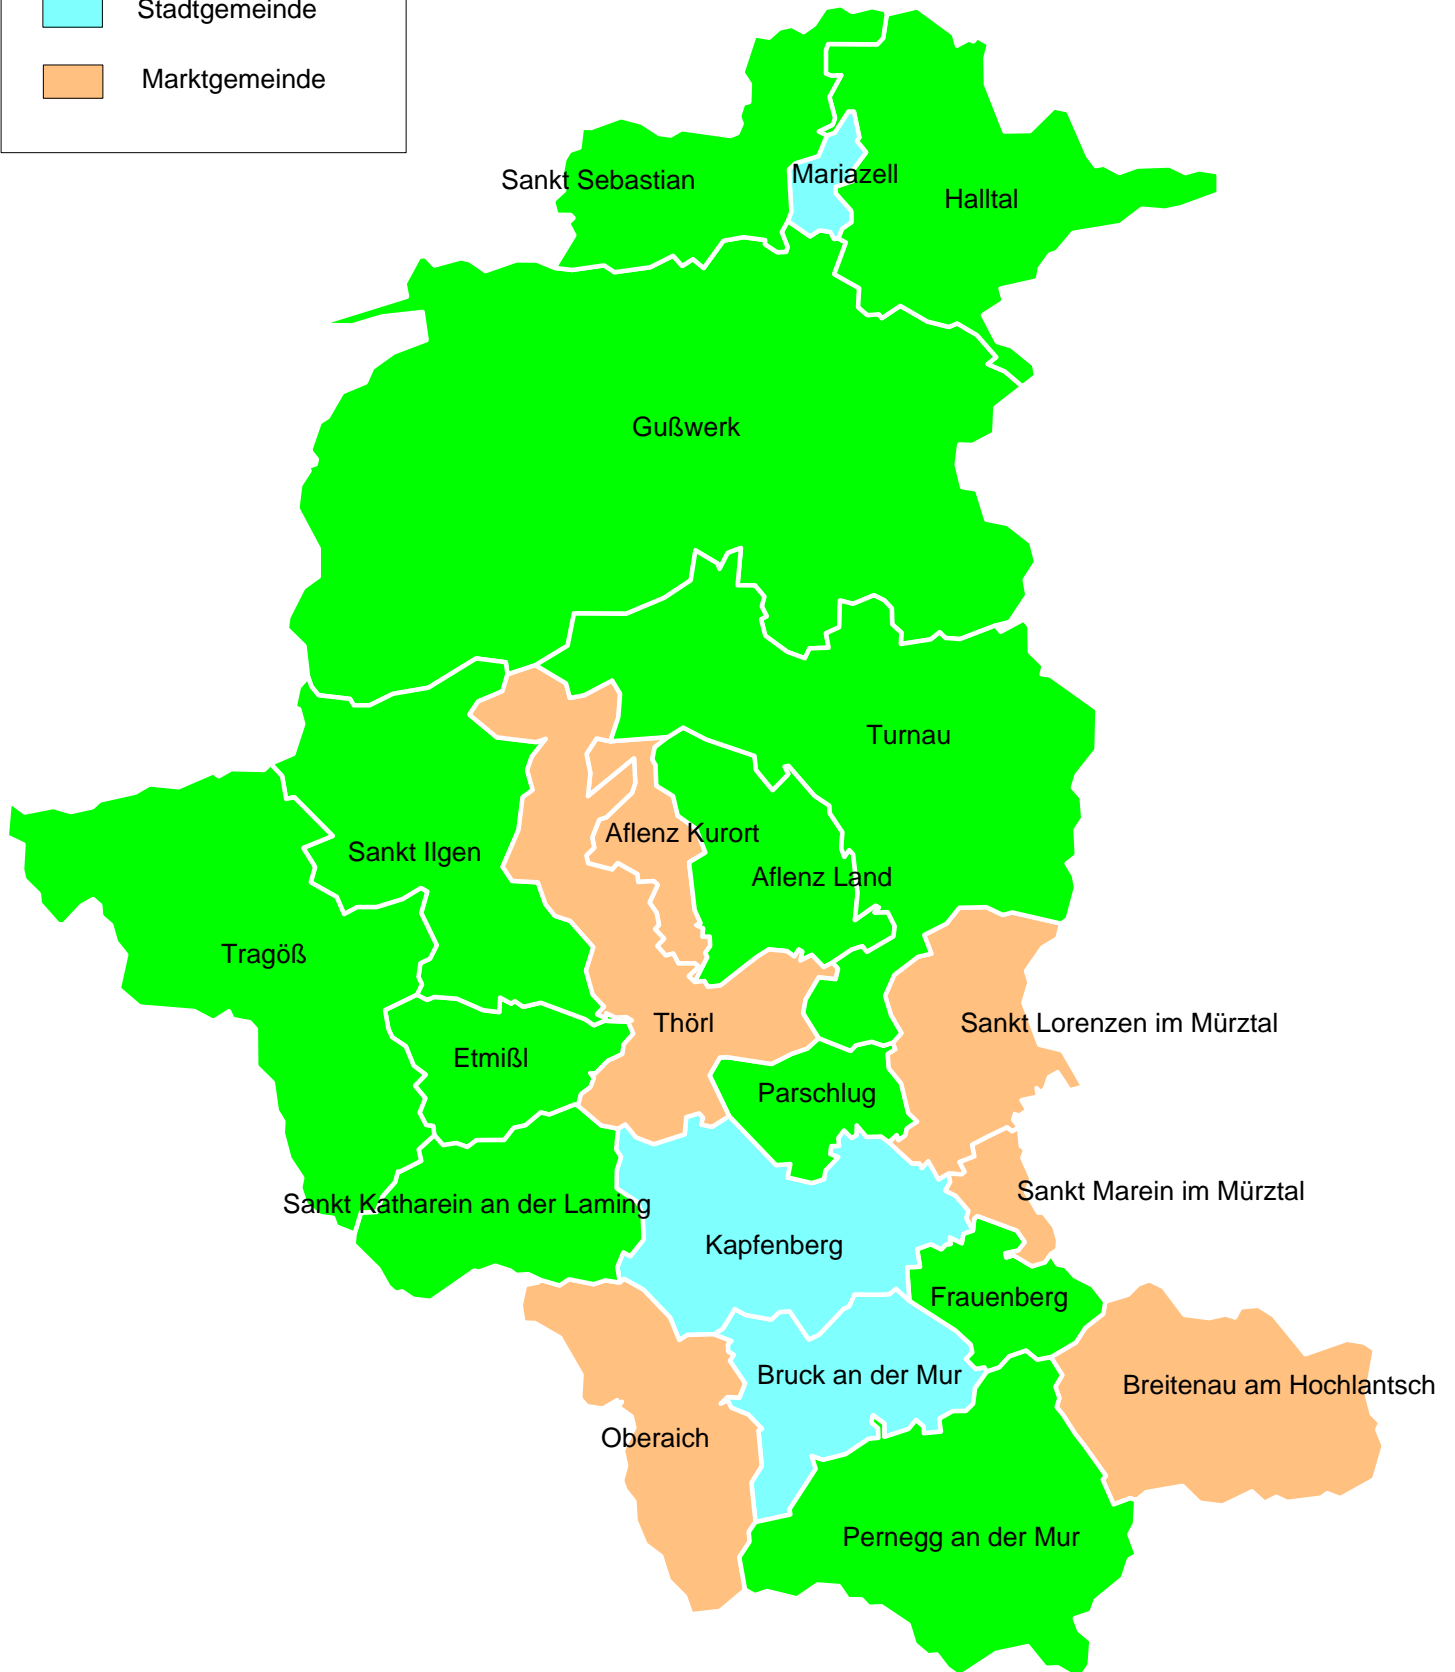 Stadtgemeinde
Marktgemeinde
Sankt Sebastian
Mariazell
Halltal
Gußwerk
Turnau
Aflenz Kurort
Sankt Ilgen
Aflenz Land
Tragöß
Thörl
Sankt Lorenzen im Mürztal
Etmißl
Parschlug
Sankt Marein im Mürztal
Sankt Katharein an der Laming
Kapfenberg
Frauenberg
Bruck an der Mur
Breitenau am Hochlantsch
Oberaich
Pernegg an der Mur